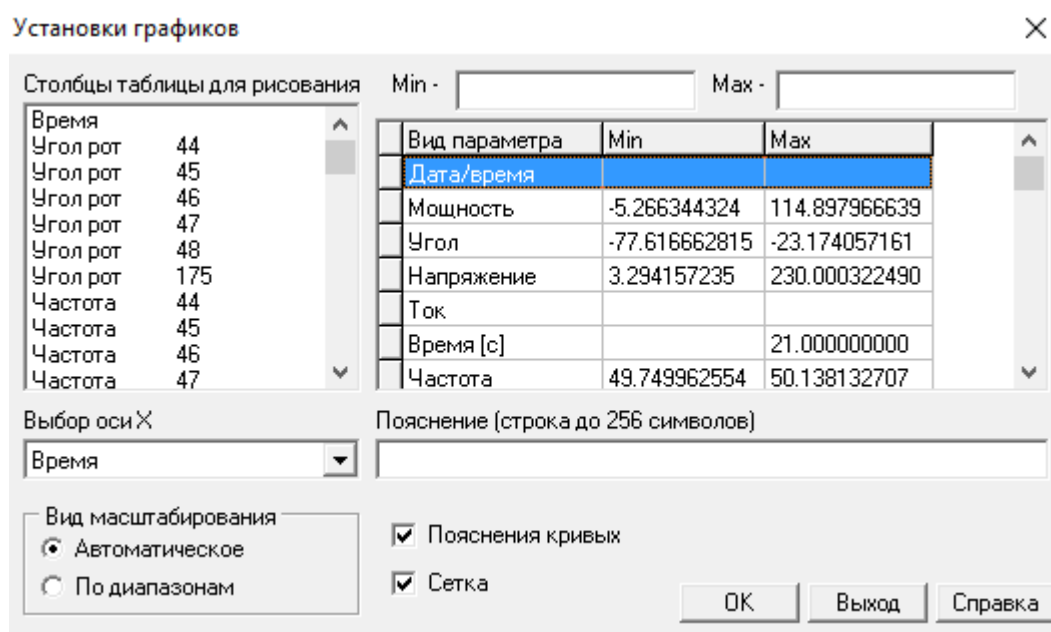 Установки графиков
Столбцы таблицы для рисования
Min -
Max -
Время
Угол рот 44
Угол рот 45
Угол рот 46
Угол рот 47
Угол рот 48
Угол рот 175
Частота 44
Частота 45
Частота 46
Частота 47
Вид параметра Min Max
Дата/время
Мощность -5.266344324 114.897966639
Угол -77.616662815 -23.174057161
Напряжение 3.294157235 230.000322490
Ток
Время [с] 21.000000000
Частота 49.749962554 50.138132707
Выбор оси X
Время
Пояснение (строка до 256 символов)
Вид масштабирования
Автоматическое
По диапазонам
Пояснения кривых
Сетка
OK Выход Справка